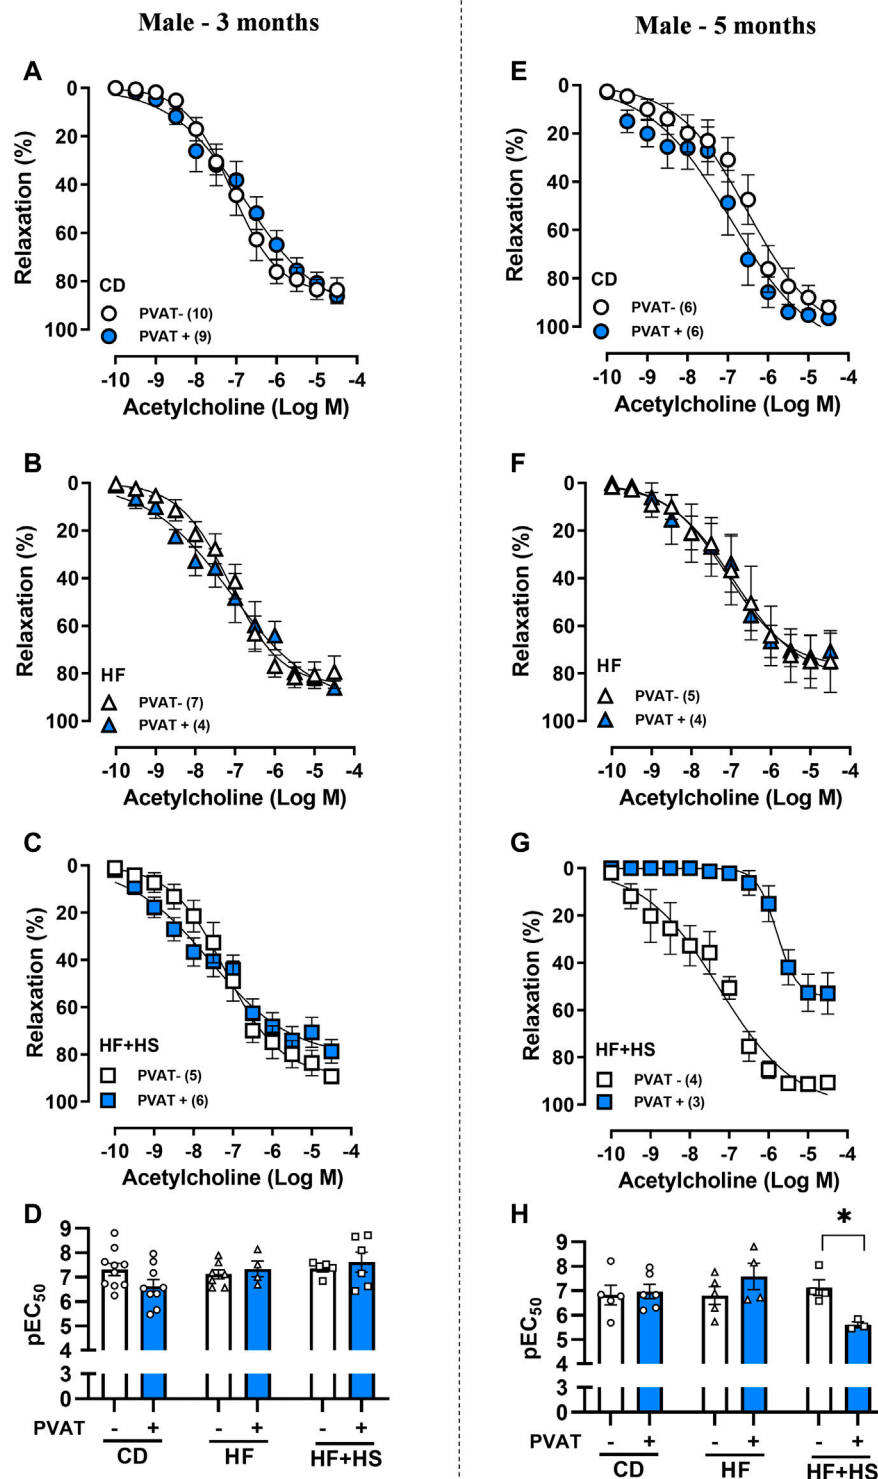 Male - 3 months
A
0
20
40
60
80
100
Relaxation (%)
CD
PVAT- (10)
PVAT + (9)
-10 -9 -8 -7 -6 -5 -4
Acetylcholine (Log M)
B
0
20
40
60
80
100
Relaxation (%)
HF
PVAT- (7)
PVAT + (4)
-10 -9 -8 -7 -6 -5 -4
Acetylcholine (Log M)
C
0
20
40
60
80
100
Relaxation (%)
HF+HS
PVAT- (5)
PVAT + (6)
-10 -9 -8 -7 -6 -5 -4
Acetylcholine (Log M)
D
9
8
7
6
5
4
3
0
pEC50
PVAT - + - + - +
CD HF HF+HS
Male - 5 months
E
0
20
40
60
80
100
Relaxation (%)
CD
PVAT- (6)
PVAT + (6)
-10 -9 -8 -7 -6 -5 -4
Acetylcholine (Log M)
F
0
20
40
60
80
100
Relaxation (%)
HF
PVAT- (5)
PVAT + (4)
-10 -9 -8 -7 -6 -5 -4
Acetylcholine (Log M)
G
0
20
40
60
80
100
Relaxation (%)
HF+HS
PVAT - (4)
PVAT + (3)
-10 -9 -8 -7 -6 -5 -4
Acetylcholine (Log M)
H
9
8
7
6
5
4
3
0
pEC50
*
PVAT - + - + - +
CD HF HF+HS